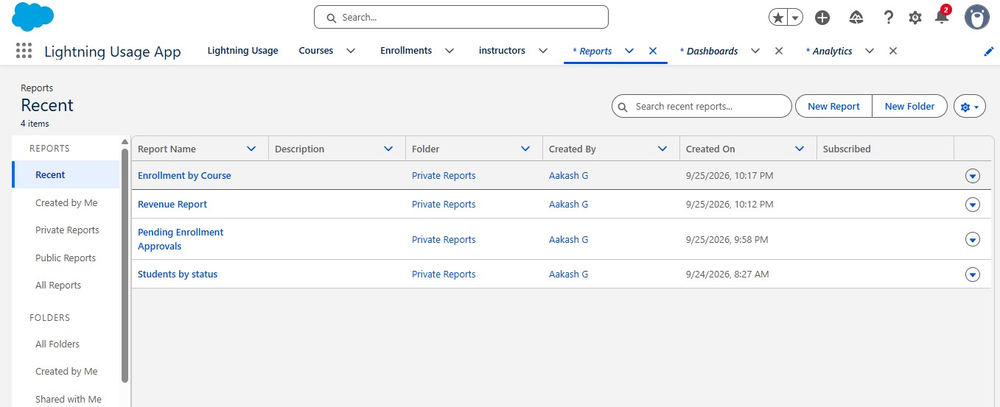 Search...
2
Lightning Usage App
Lightning Usage
Courses
Enrollments
instructors
* Reports
* Dashboards
* Analytics
Reports
Recent
4 items
Search recent reports...
New Report
New Folder
REPORTS
Recent
Created by Me
Private Reports
Public Reports
All Reports
FOLDERS
All Folders
Created by Me
Shared with Me
Report Name
Description
Folder
Created By
Created On
Subscribed
Enrollment by Course
Private Reports
Aakash G
9/25/2026, 10:17 PM
Revenue Report
Private Reports
Aakash G
9/25/2026, 10:12 PM
Pending Enrollment
Approvals
Private Reports
Aakash G
9/25/2026, 9:58 PM
Students by status
Private Reports
Aakash G
9/24/2026, 8:27 AM